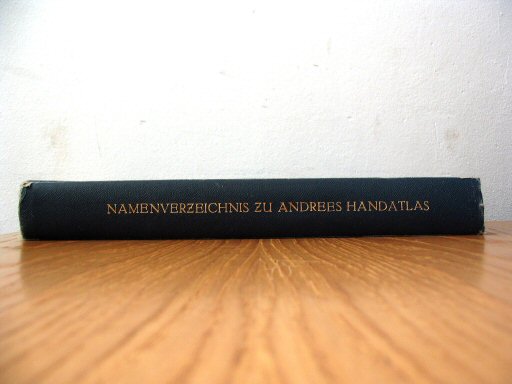 NAMENVERZEICHNIS ZU ANDREES HANDATLAS